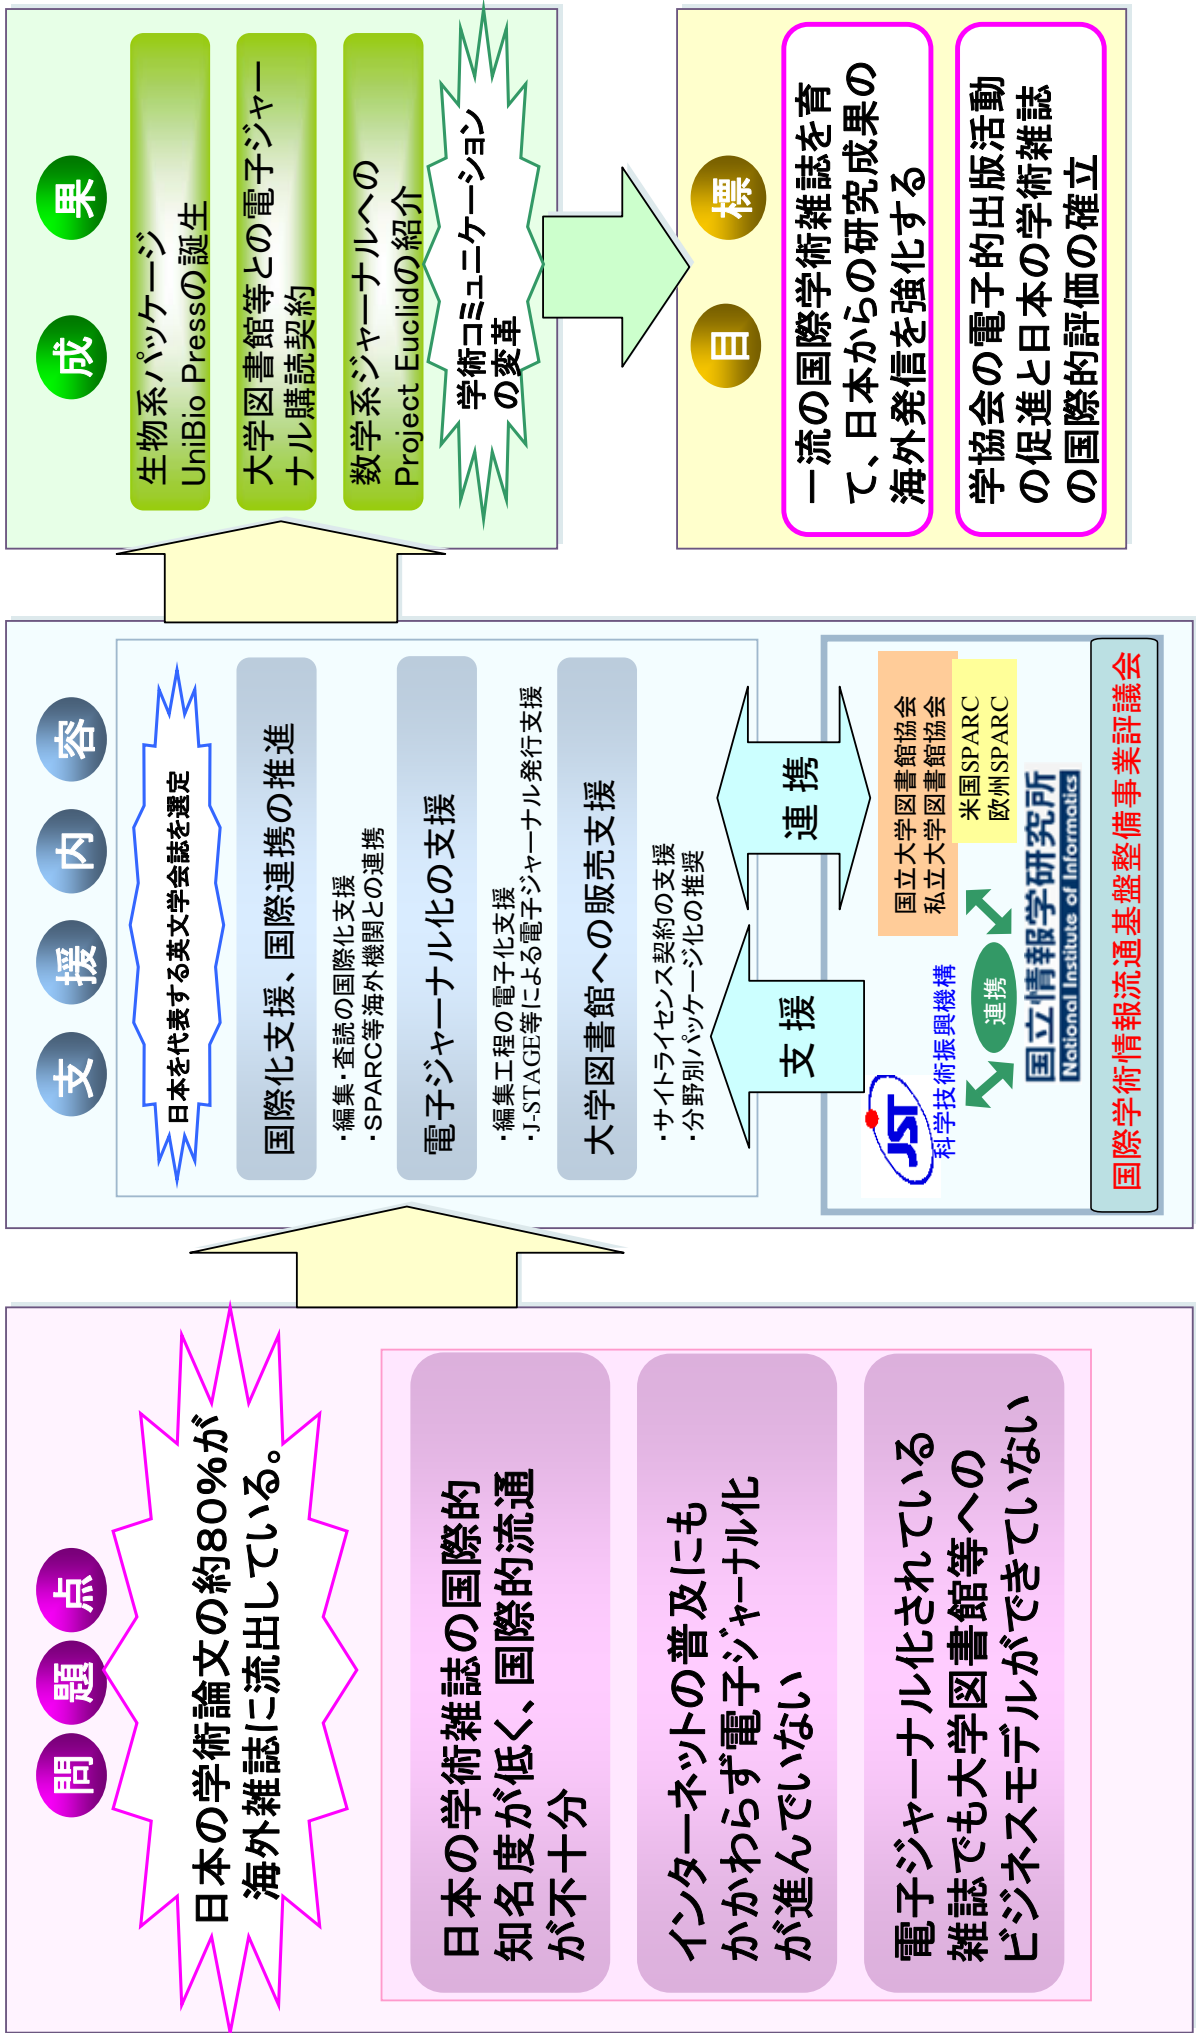 問題点
日本の学術論文の約80%が
海外雑誌に流出している。
日本の学術雑誌の国際的
知名度が低く、国際的流通
が不十分
インターネットの普及にも
かかわらず電子ジャーナル化
が進んでいない
電子ジャーナル化されている
雑誌でも大学図書館等への
ビジネスモデルができていない
支援内容
日本を代表する英文学会誌を選定
国際化支援、国際連携の推進
・編集・査読の国際化支援
・SPARC等海外機関との連携
電子ジャーナル化の支援
・編集工程の電子化支援
・J-STAGE等による電子ジャーナル発行支援
大学図書館への販売支援
・サイトライセンス契約の支援
・分野別パッケージ化の推奨
支援
連携
JST
科学技術振興機構
連携
国立大学図書館協会
私立大学図書館協会
米国SPARC
欧州SPARC
国立情報学研究所
National Institute of Informatics
国際学術情報流通基盤整備事業評議会
成果
生物系パッケージ
UniBio Pressの誕生
大学図書館等との電子ジャー
ナル購読契約
数学系ジャーナルへの
Project Euclidの紹介
学術コミュニケーション
の変革
目標
一流の国際学術雑誌を育
て、日本からの研究成果の
海外発信を強化する
学協会の電子的出版活動
の促進と日本の学術雑誌
の国際的評価の確立